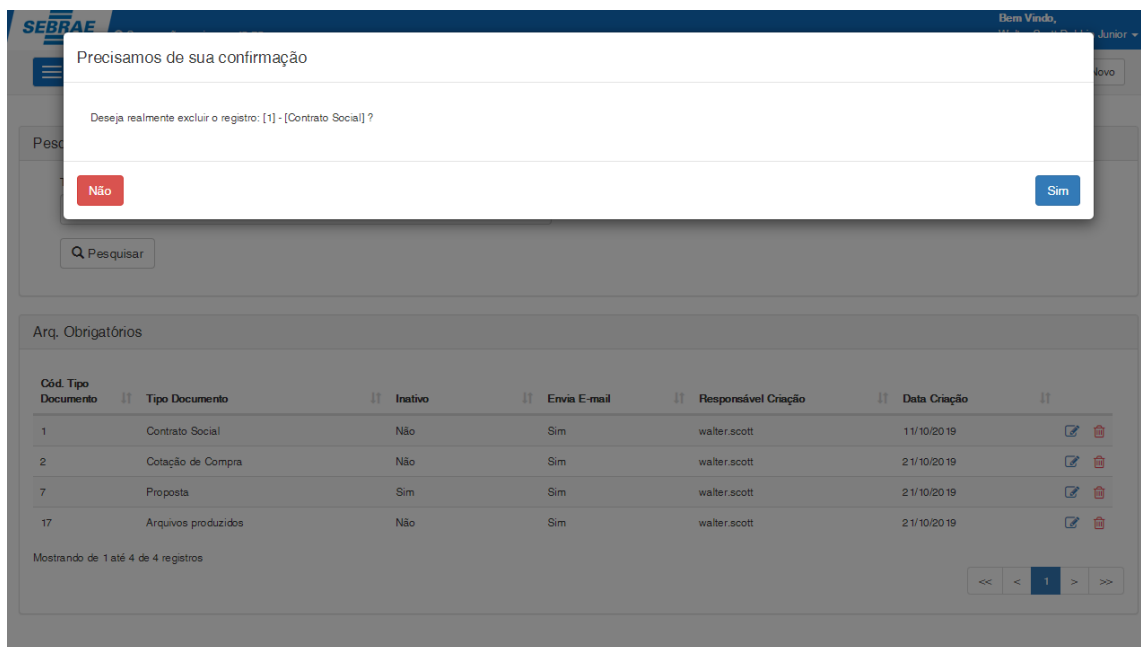 SEBRAE
Bem Vindo,
Junior
Precisamos de sua confirmação
Novo
Deseja realmente excluir o registro: [1] - [Contrato Social] ?
Não
Sim
Pesquisar
Arq. Obrigatórios
Cód. Tipo
Documento Tipo Documento Inativo Envia E-mail Responsável Criação Data Criação
1 Contrato Social Não Sim walter.scott 11/10/2019
2 Cotação de Compra Não Sim walter.scott 21/10/2019
7 Proposta Sim Sim walter.scott 21/10/2019
17 Arquivos produzidos Não Sim walter.scott 21/10/2019
Mostrando de 1 até 4 de 4 registros
<< < 1 > >>